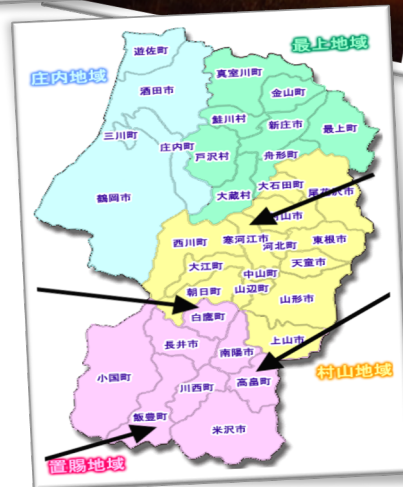 遊佐町
最上地域
庄内地域
真室川町
酒田市
金山町
鮭川村
新庄市
最上町
三川町
庄内町
戸沢村
舟形町
大石田町
鶴岡市
大蔵村
尾花沢市
山市
西川町
寒河江市
河北町
東根市
大江町
天童市
中山町
朝日町
山辺町
山形市
白鷹町
長井市
南陽市
上山市
小国町
高畠町
村山地域
川西町
飯豊町
米沢市
置賜地域